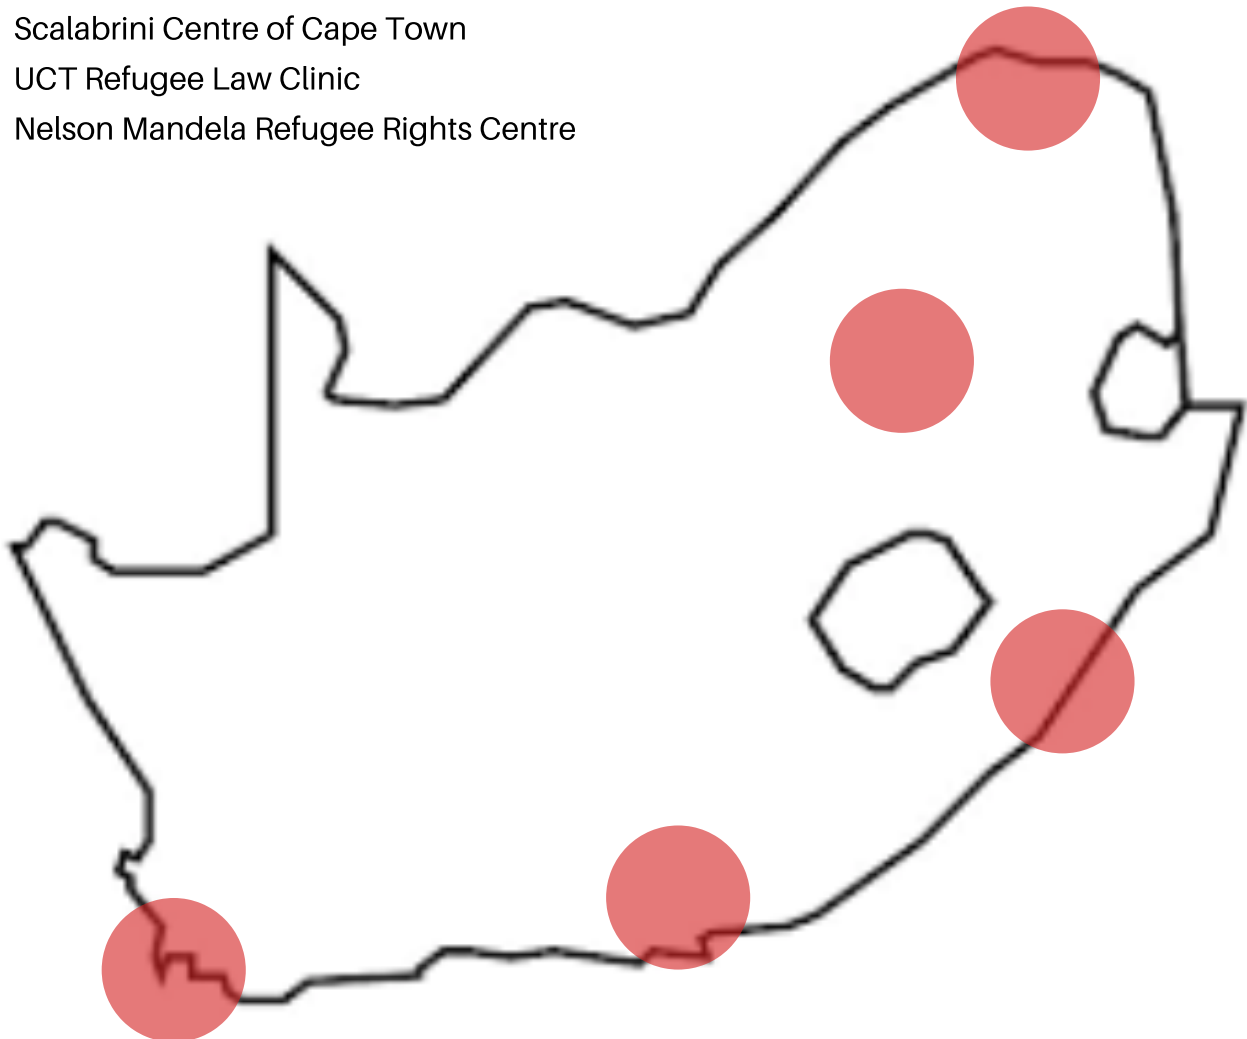 Scalabrini Centre of Cape Town
UCT Refugee Law Clinic
Nelson Mandela Refugee Rights Centre